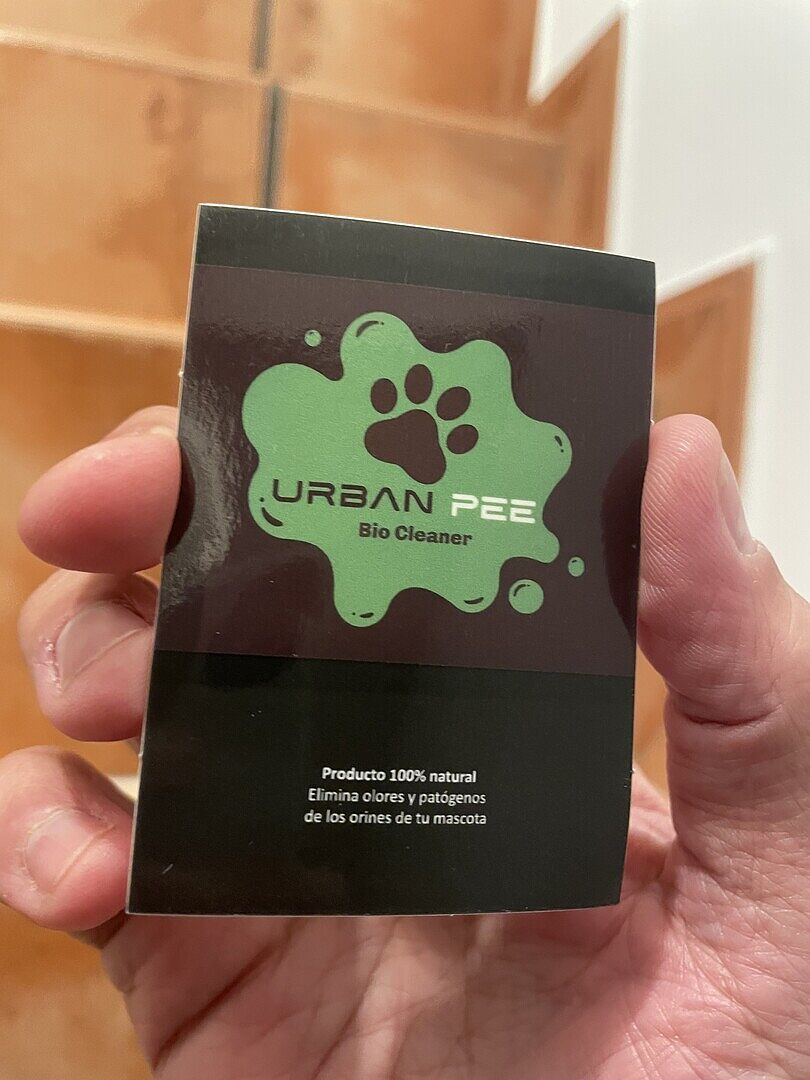 URBAN PEE
Bio Cleaner
Producto 100% natural
Elimina olores y patógenos
de los orines de tu mascota